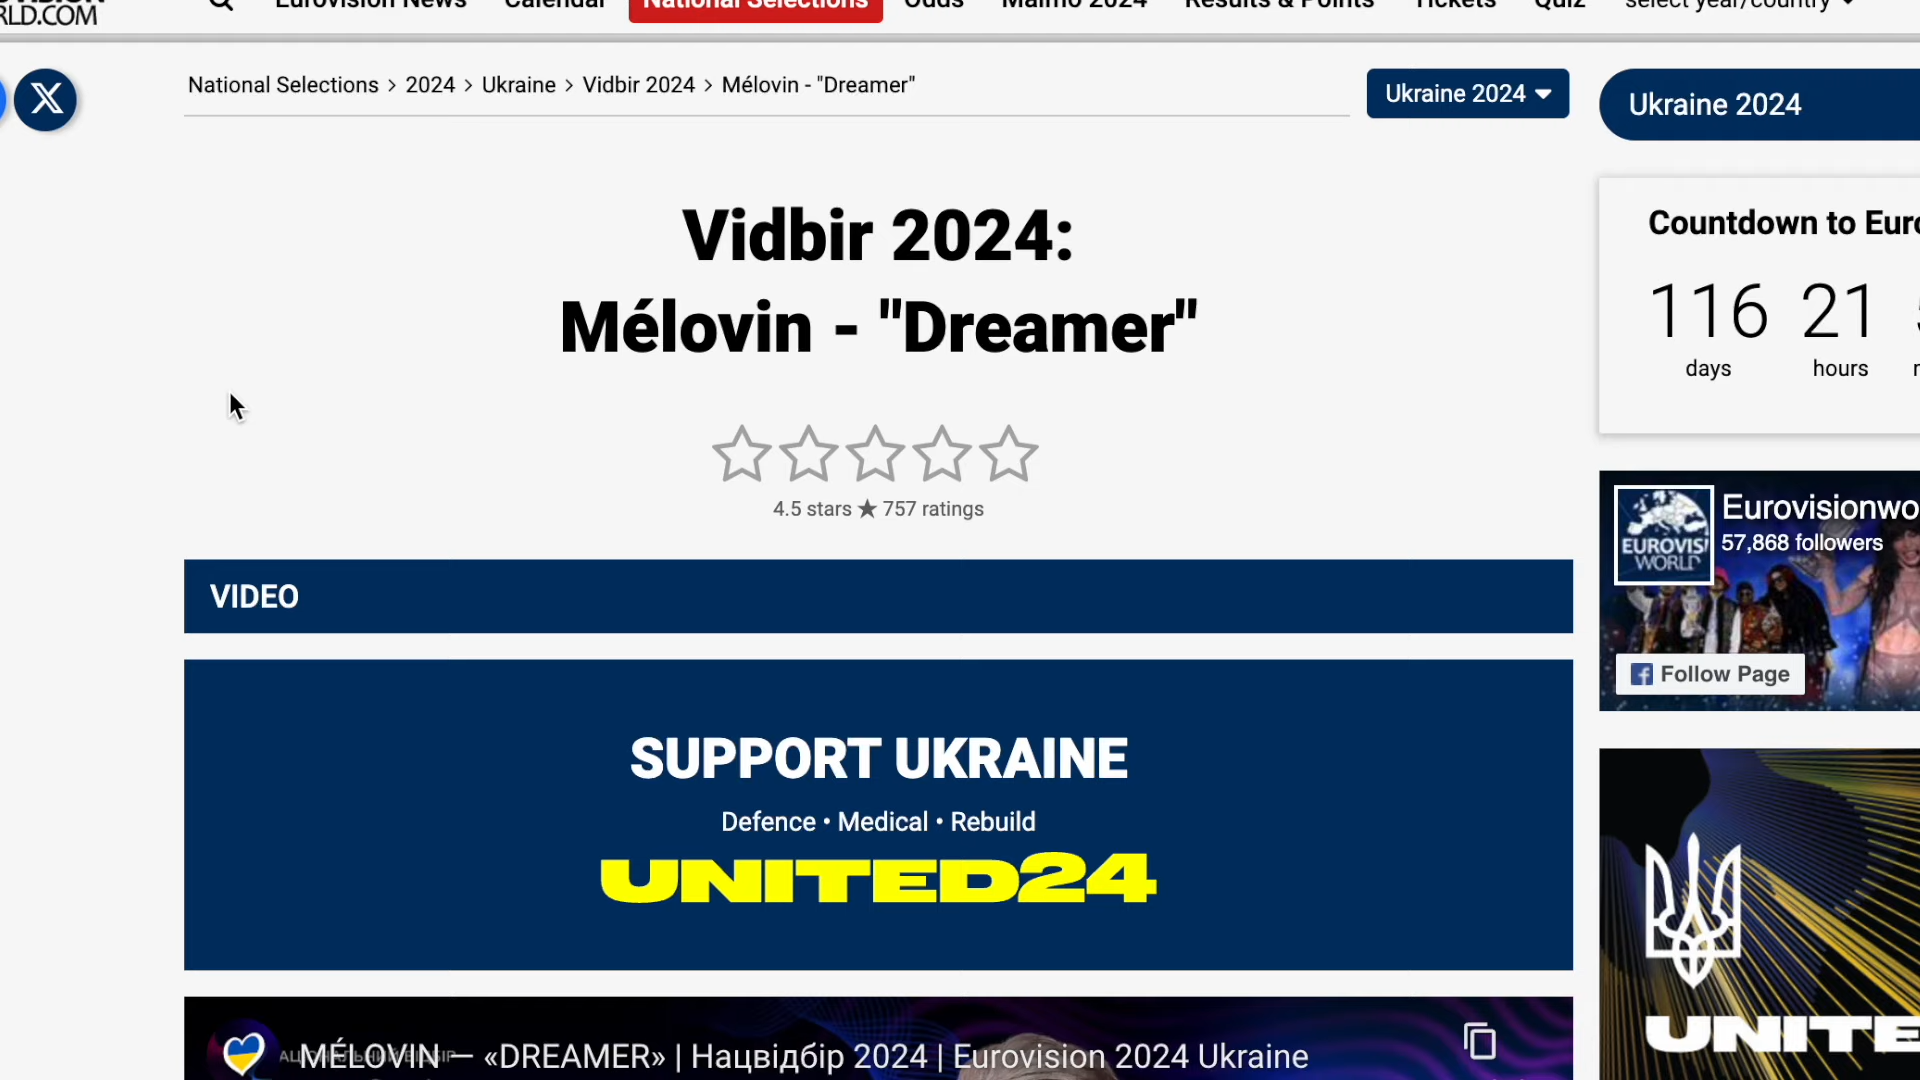 RLD.COM
Eurovision News Calendar National Selections Odds Malmö 2024 Results & Points Tickets Quiz select year/country
National Selections > 2024 > Ukraine > Vidbir 2024 > Mélovin - "Dreamer"
Ukraine 2024
Ukraine 2024
Vidbir 2024:
Mélovin - "Dreamer"
4.5 stars ★ 757 ratings
VIDEO
SUPPORT UKRAINE
Defence • Medical • Rebuild
UNITED24
MÉLOVIN — «DREAMER» | Нацвідбір 2024 | Eurovision 2024 Ukraine
Countdown to Euro
116 21
days hours
Eurovisionwo
57,868 followers
EUROVISI
WORLD
Follow Page
UNITE